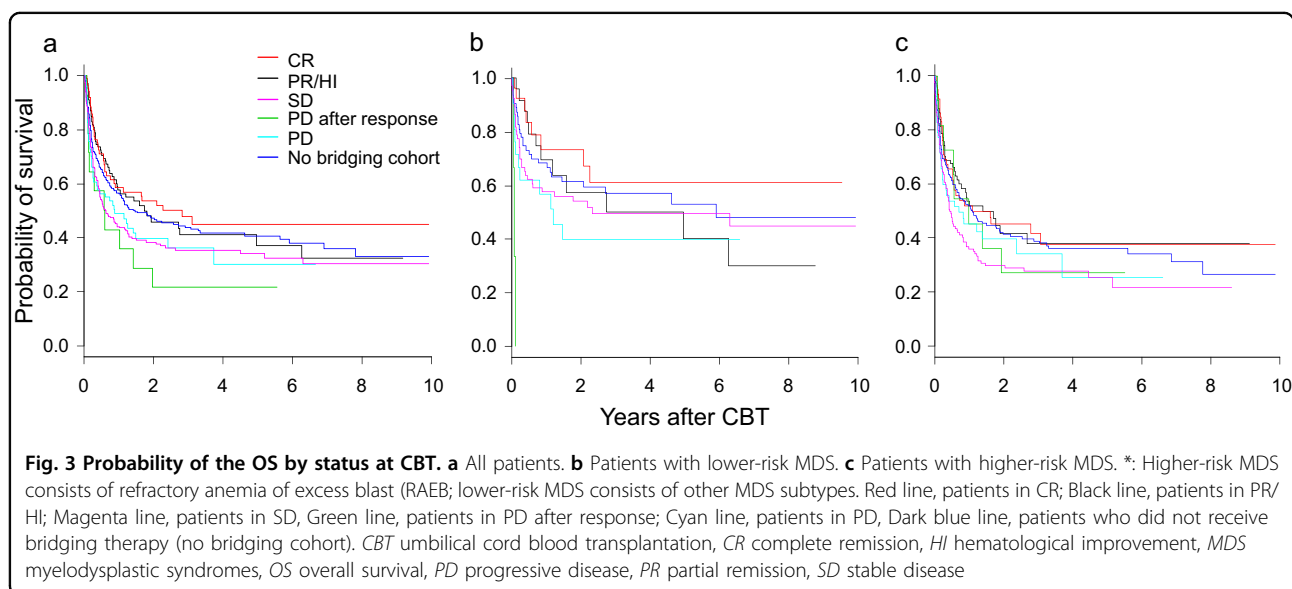 a
b
c
CR
PR/HI
SD
PD after response
PD
No bridging cohort
Probability of survival
1.0
0.8
0.6
0.4
0.2
0.0
0 2 4 6 8 10
1.0
0.8
0.6
0.4
0.2
0.0
0 2 4 6 8 10
1.0
0.8
0.6
0.4
0.2
0.0
0 2 4 6 8 10
Years after CBT
Fig. 3 Probability of the OS by status at CBT. a All patients. b Patients with lower-risk MDS. c Patients with higher-risk MDS. *: Higher-risk MDS
consists of refractory anemia of excess blast (RAEB; lower-risk MDS consists of other MDS subtypes. Red line, patients in CR; Black line, patients in PR/
HI; Magenta line, patients in SD, Green line, patients in PD after response; Cyan line, patients in PD, Dark blue line, patients who did not receive
bridging therapy (no bridging cohort). CBT umbilical cord blood transplantation, CR complete remission, HI hematological improvement, MDS
myelodysplastic syndromes, OS overall survival, PD progressive disease, PR partial remission, SD stable disease